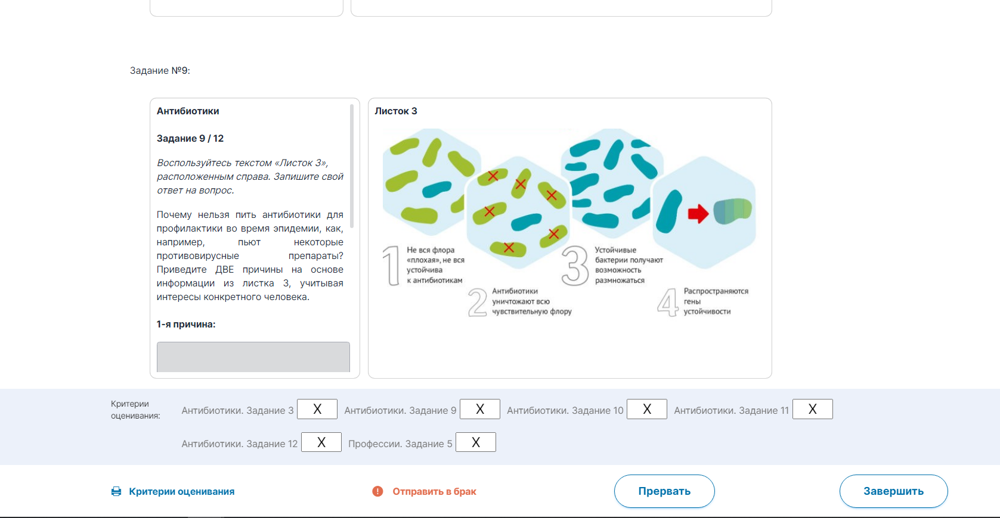 Задание №9:
Антибиотики
Задание 9 / 12
Воспользуйтесь текстом «Листок 3»,
расположенным справа. Запишите свой
ответ на вопрос.
Почему нельзя пить антибиотики для
профилактики во время эпидемии, как,
например, пьют некоторые
противовирусные препараты?
Приведите ДВЕ причины на основе
информации из листка 3, учитывая
интересы конкретного человека.
1-я причина:
Листок 3
1 Не вся флора
«плохая», не вся
устойчива
к антибиотикам
2 Антибиотики
уничтожают всю
чувствительную флору
3 Устойчивые
бактерии получают
возможность
размножаться
4 Распространяются
гены
устойчивости
Критерии
оценивания:
Антибиотики. Задание 3 X Антибиотики. Задание 9 X Антибиотики. Задание 10 X Антибиотики. Задание 11 X
Антибиотики. Задание 12 X Профессии. Задание 5 X
Критерии оценивания ! Отправить в брак Прервать Завершить